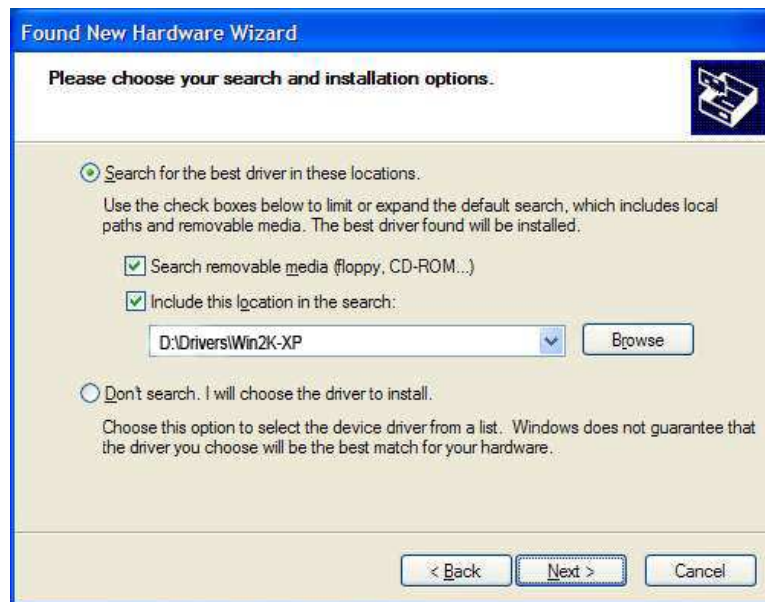 Found New Hardware Wizard
Please choose your search and installation options.
Search for the best driver in these locations.
Use the check boxes below to limit or expand the default search, which includes local
paths and removable media. The best driver found will be installed.
Search removable media (floppy, CD-ROM...)
Include this location in the search:
D:\Drivers\Win2K-XP
Browse
Don't search. I will choose the driver to install.
Choose this option to select the device driver from a list. Windows does not guarantee that
the driver you choose will be the best match for your hardware.
< Back Next > Cancel